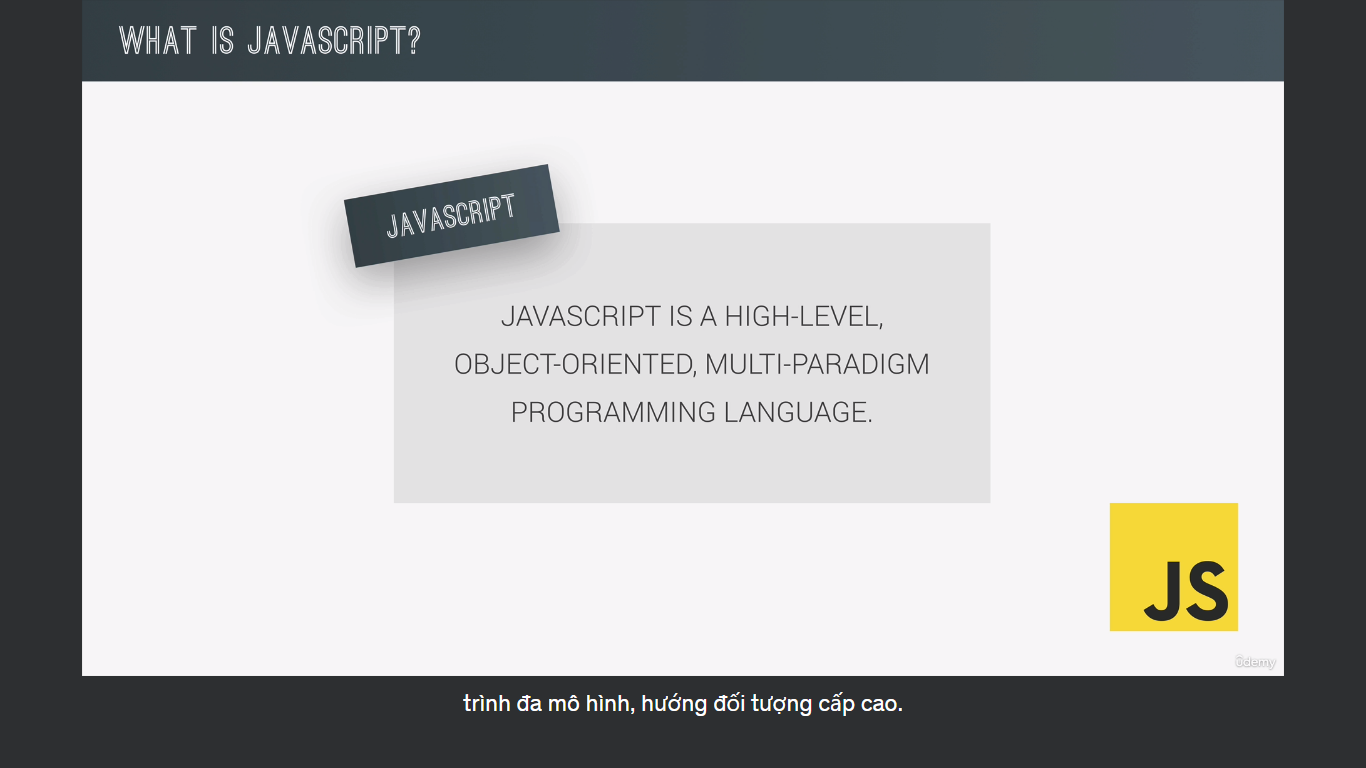 WHAT IS JAVASCRIPT?
JAVASCRIPT
JAVASCRIPT IS A HIGH-LEVEL,
OBJECT-ORIENTED, MULTI-PARADIGM
PROGRAMMING LANGUAGE.
JS
ûdemy
trình đa mô hình, hướng đối tượng cấp cao.